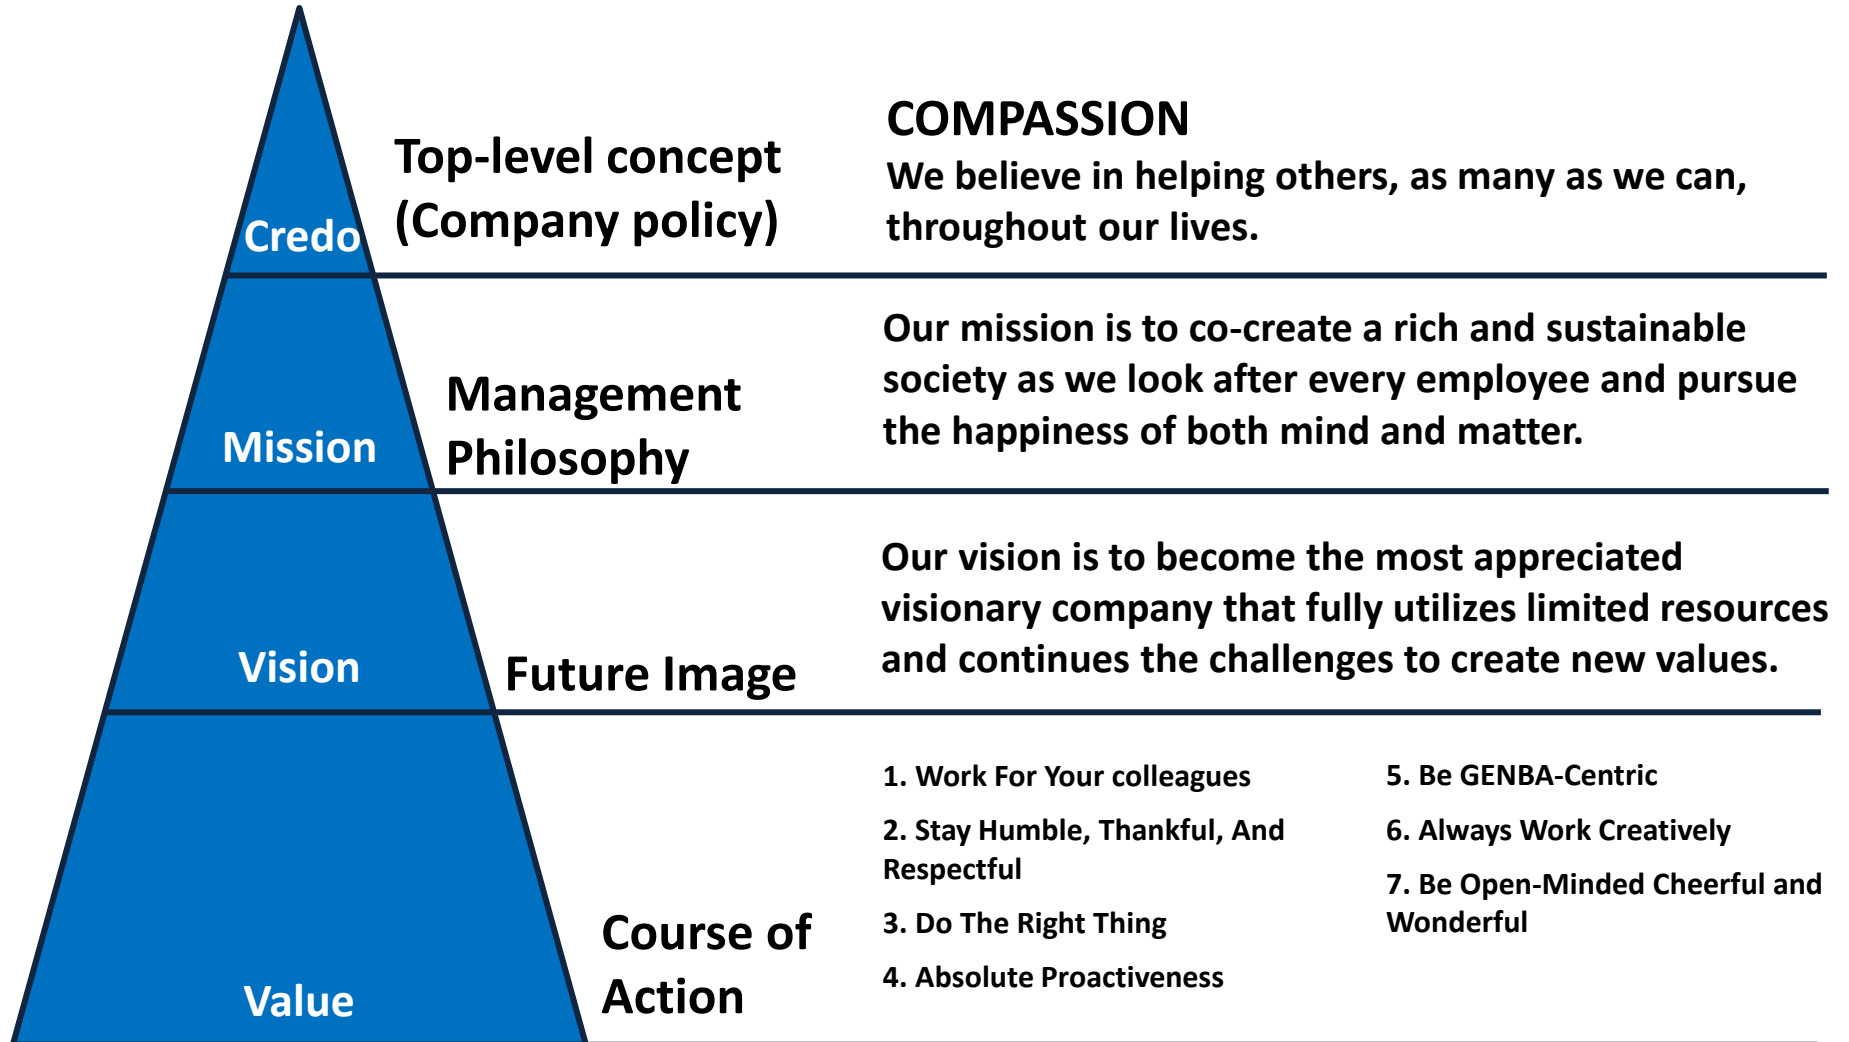 Credo
Top-level concept
(Company policy)
COMPASSION
We believe in helping others, as many as we can,
throughout our lives.
Mission
Management
Philosophy
Our mission is to co-create a rich and sustainable
society as we look after every employee and pursue
the happiness of both mind and matter.
Vision
Future Image
Our vision is to become the most appreciated
visionary company that fully utilizes limited resources
and continues the challenges to create new values.
Value
Course of
Action
1. Work For Your colleagues
2. Stay Humble, Thankful, And
Respectful
3. Do The Right Thing
4. Absolute Proactiveness
5. Be GENBA-Centric
6. Always Work Creatively
7. Be Open-Minded Cheerful and
Wonderful